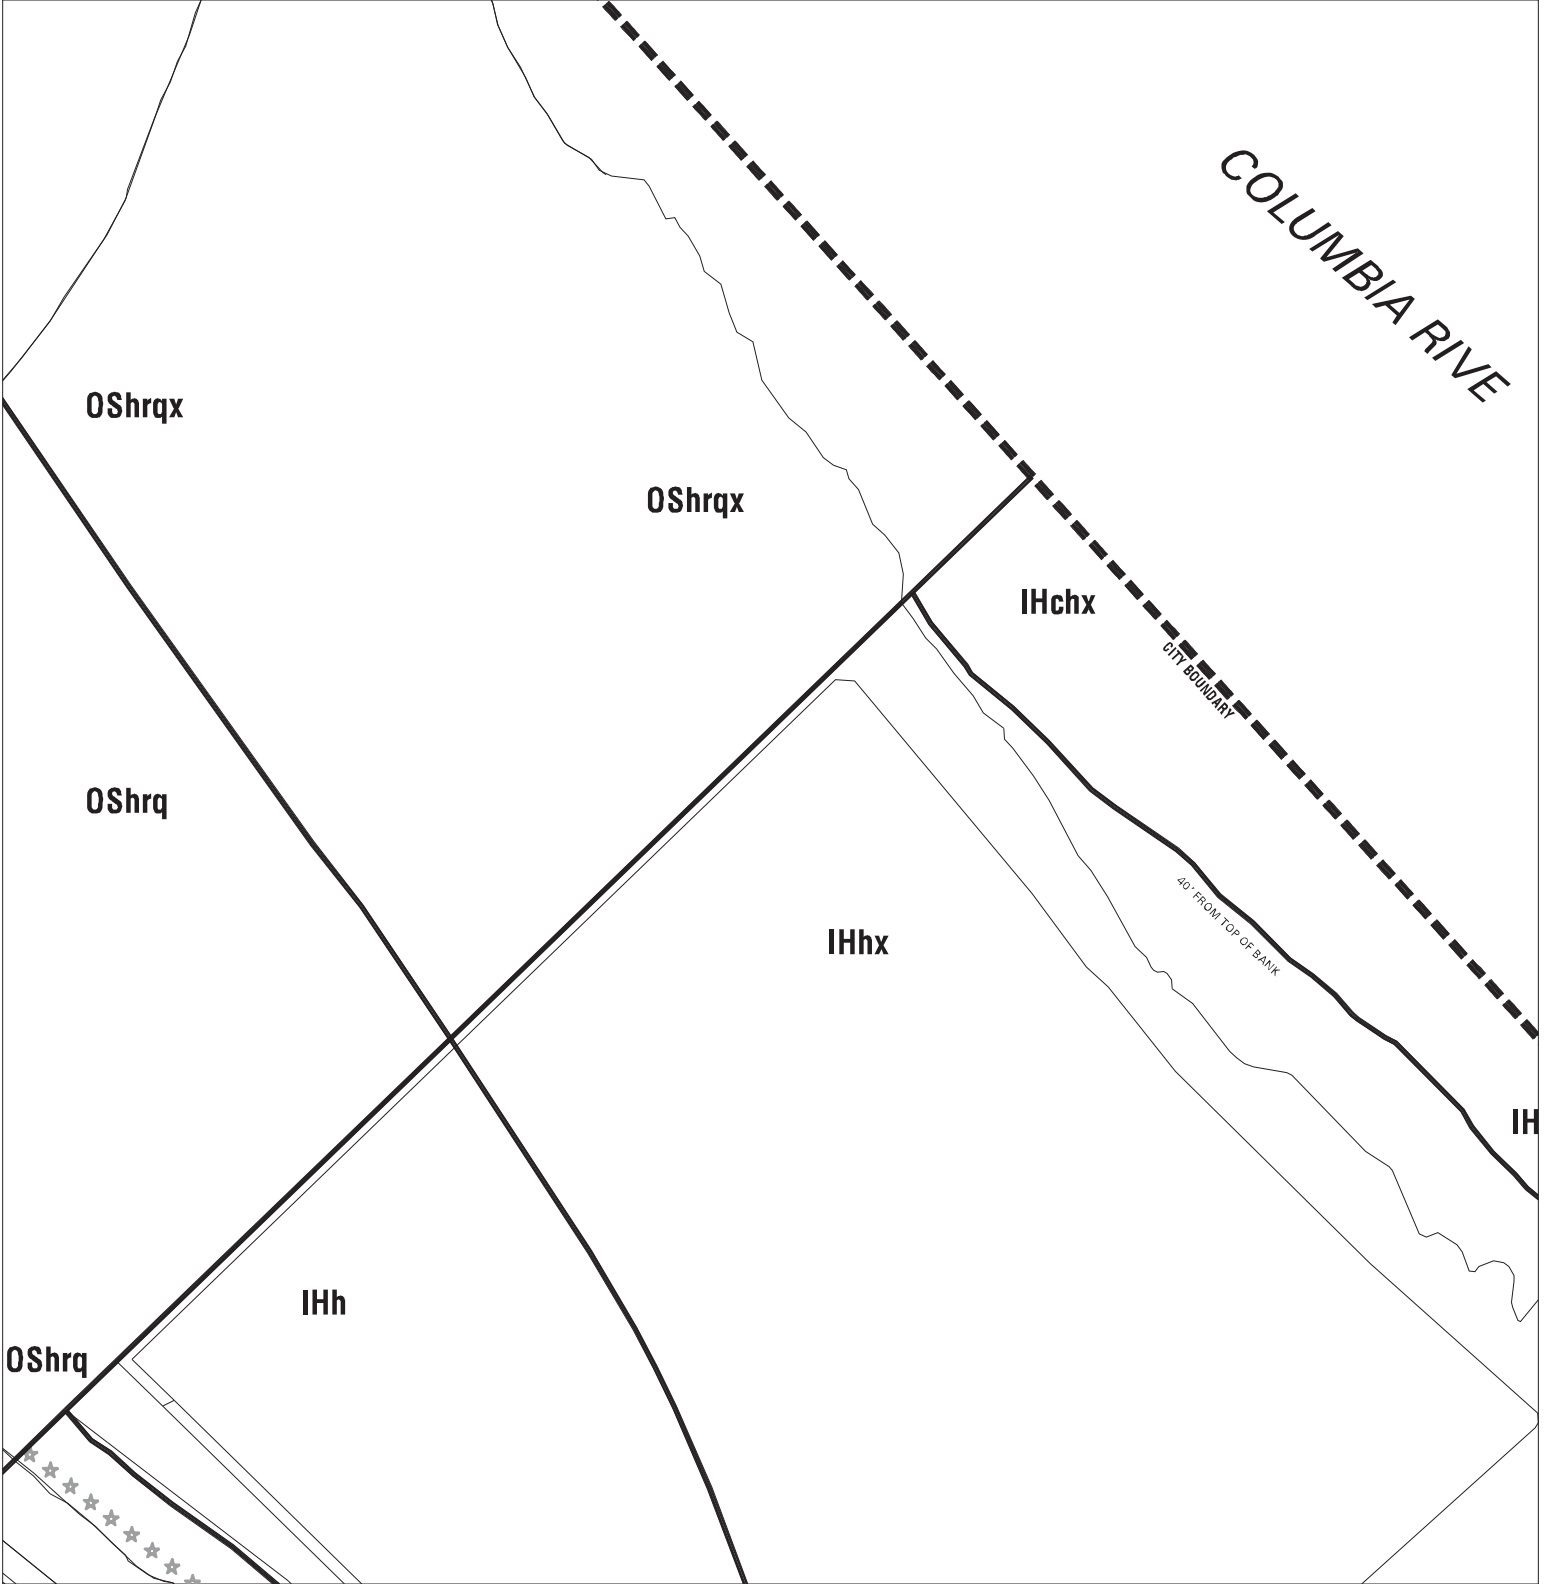 COLUMBIA RIVE
OShrqx
OShrqx
IHchx
CITY BOUNDARY
OShrq
40' FROM TOP OF BANK
IHhx
IH
IHh
OShrq